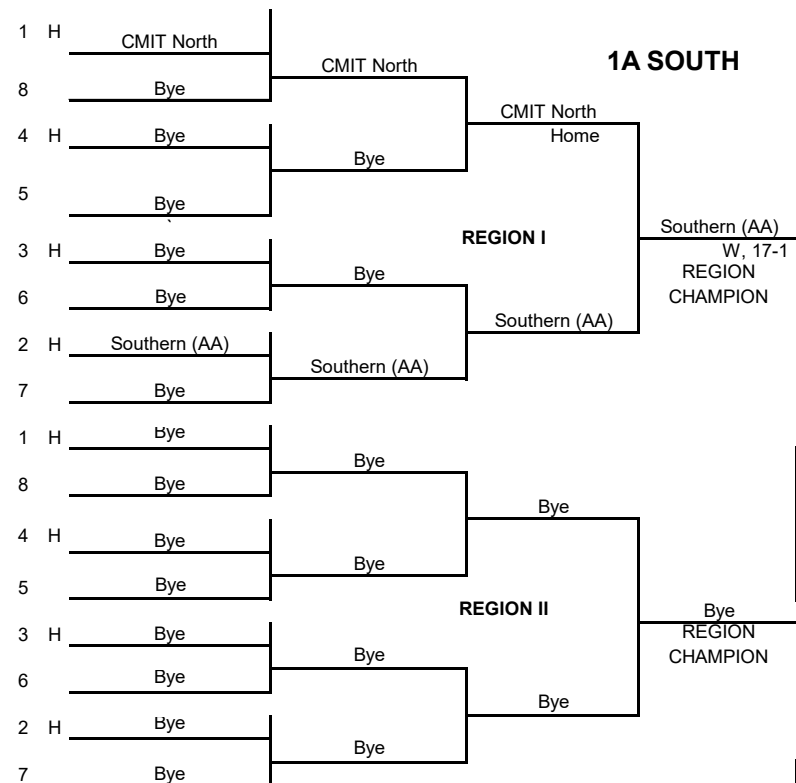 1 H CMIT North
CMIT North
1A SOUTH
8 Bye
CMIT North
4 H Bye
Home
Bye
5 Bye
`
Southern (AA)
REGION I
3 H Bye
W, 17-1
Bye
REGION
6 Bye
CHAMPION
Southern (AA)
2 H Southern (AA)
Southern (AA)
7 Bye
1 H Bye
Bye
8 Bye
Bye
4 H Bye
Bye
5 Bye
REGION II
Bye
3 H Bye
REGION
Bye
CHAMPION
6 Bye
Bye
2 H Bye
Bye
7 Bye